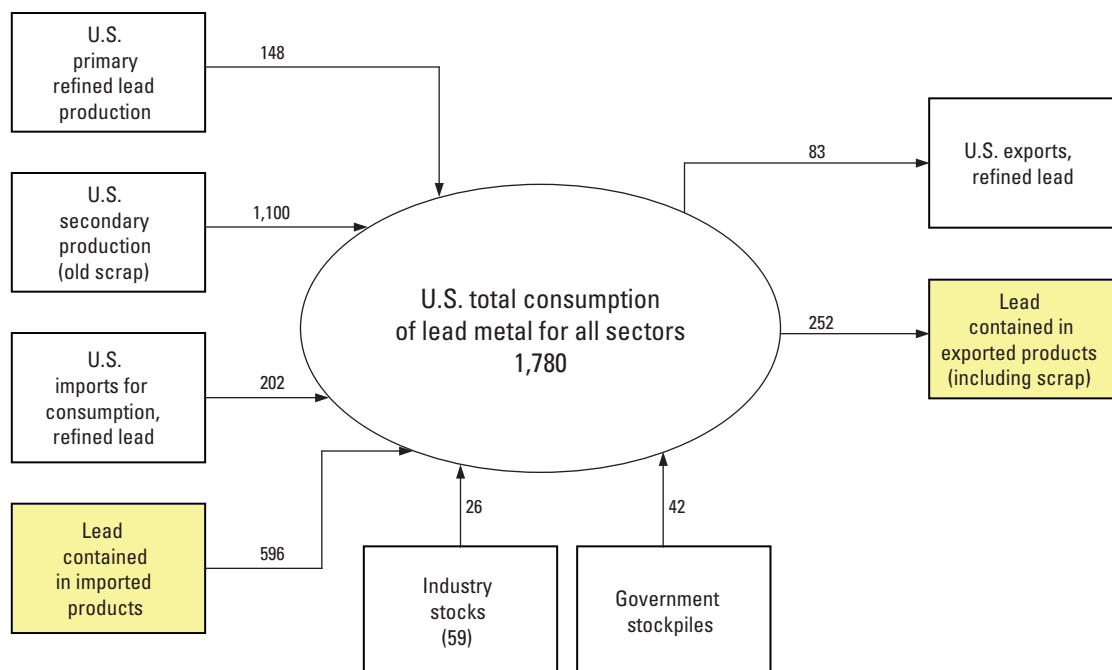 U.S.
primary
refined lead
production
148
U.S.
secondary
production
(old scrap)
1,100
U.S.
imports for
consumption,
refined lead
202
Lead
contained
in imported
products
596
U.S. total consumption
of lead metal for all sectors
1,780
26
Industry
stocks
(59)
42
Government
stockpiles
83
U.S. exports,
refined lead
252
Lead
contained in
exported products
(including scrap)